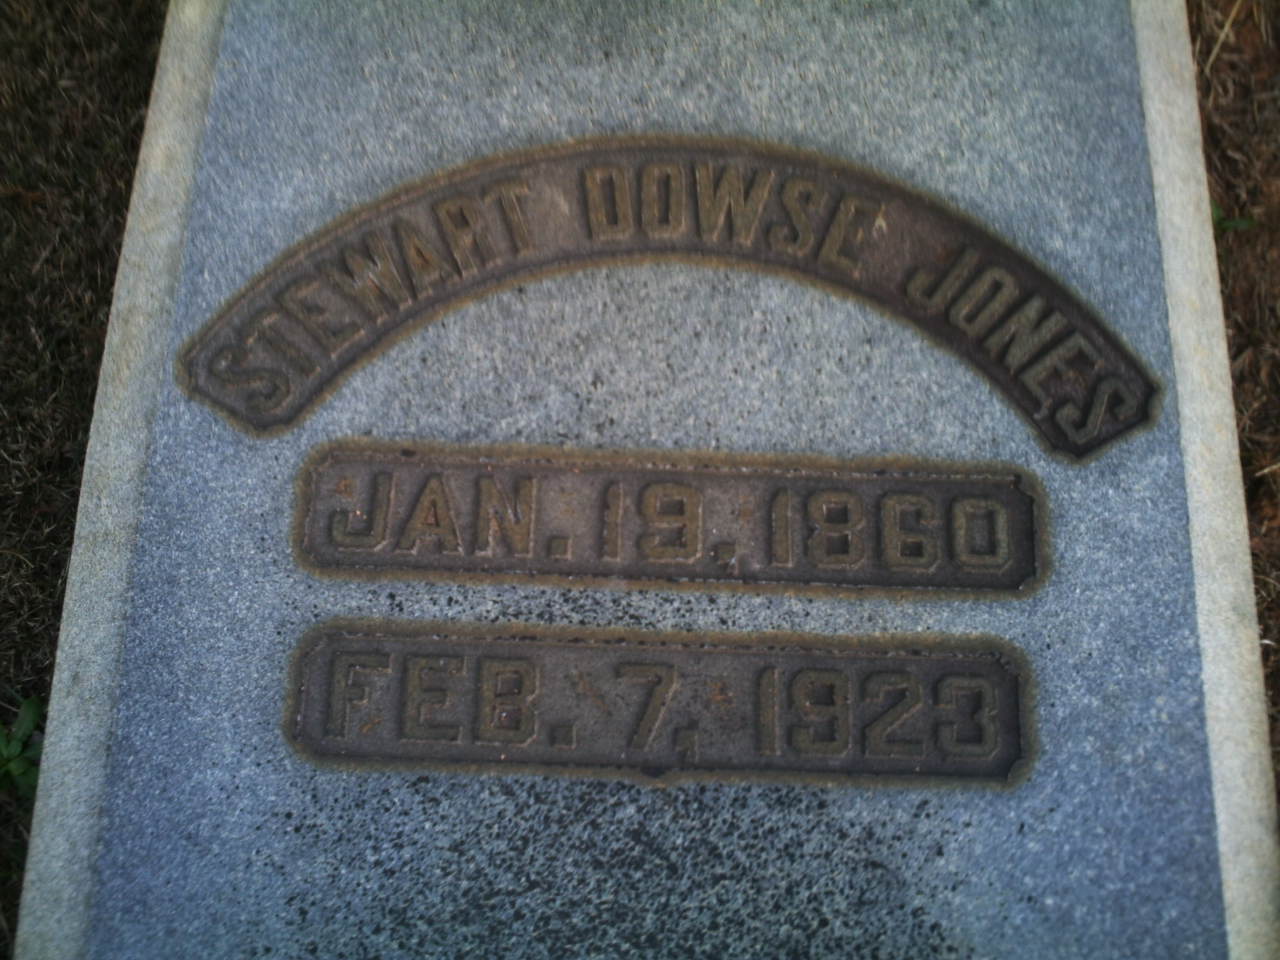 STEWART DOWSE JONES
JAN. 19, 1860
FEB. 7, 1923